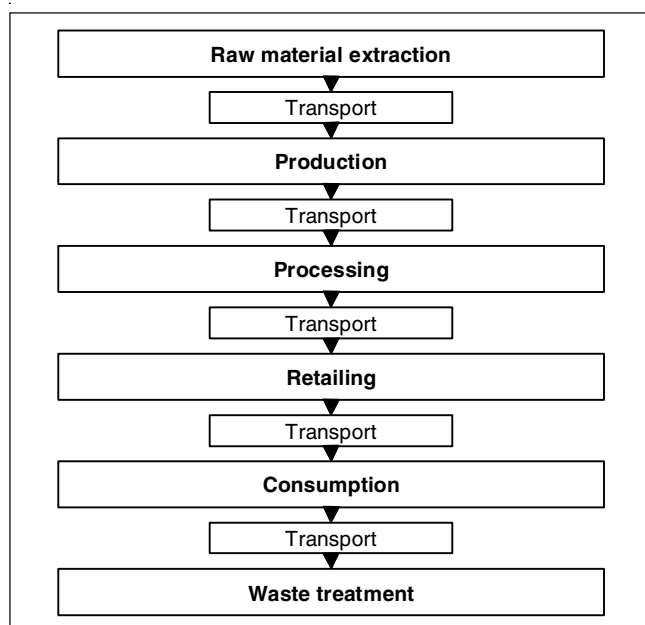 Raw material extraction
Transport
Production
Transport
Processing
Transport
Retailing
Transport
Consumption
Transport
Waste treatment